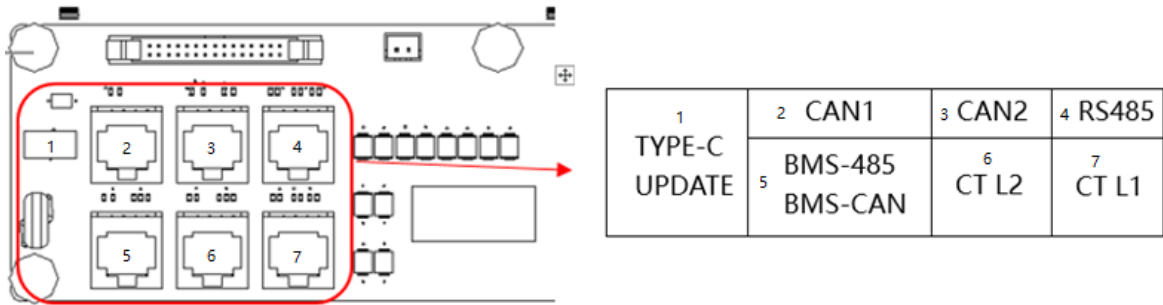 1
2
3
4
5
6
7
1
TYPE-C
UPDATE
2 CAN1
3 CAN2
4 RS485
5 BMS-485
BMS-CAN
6
CT L2
7
CT L1